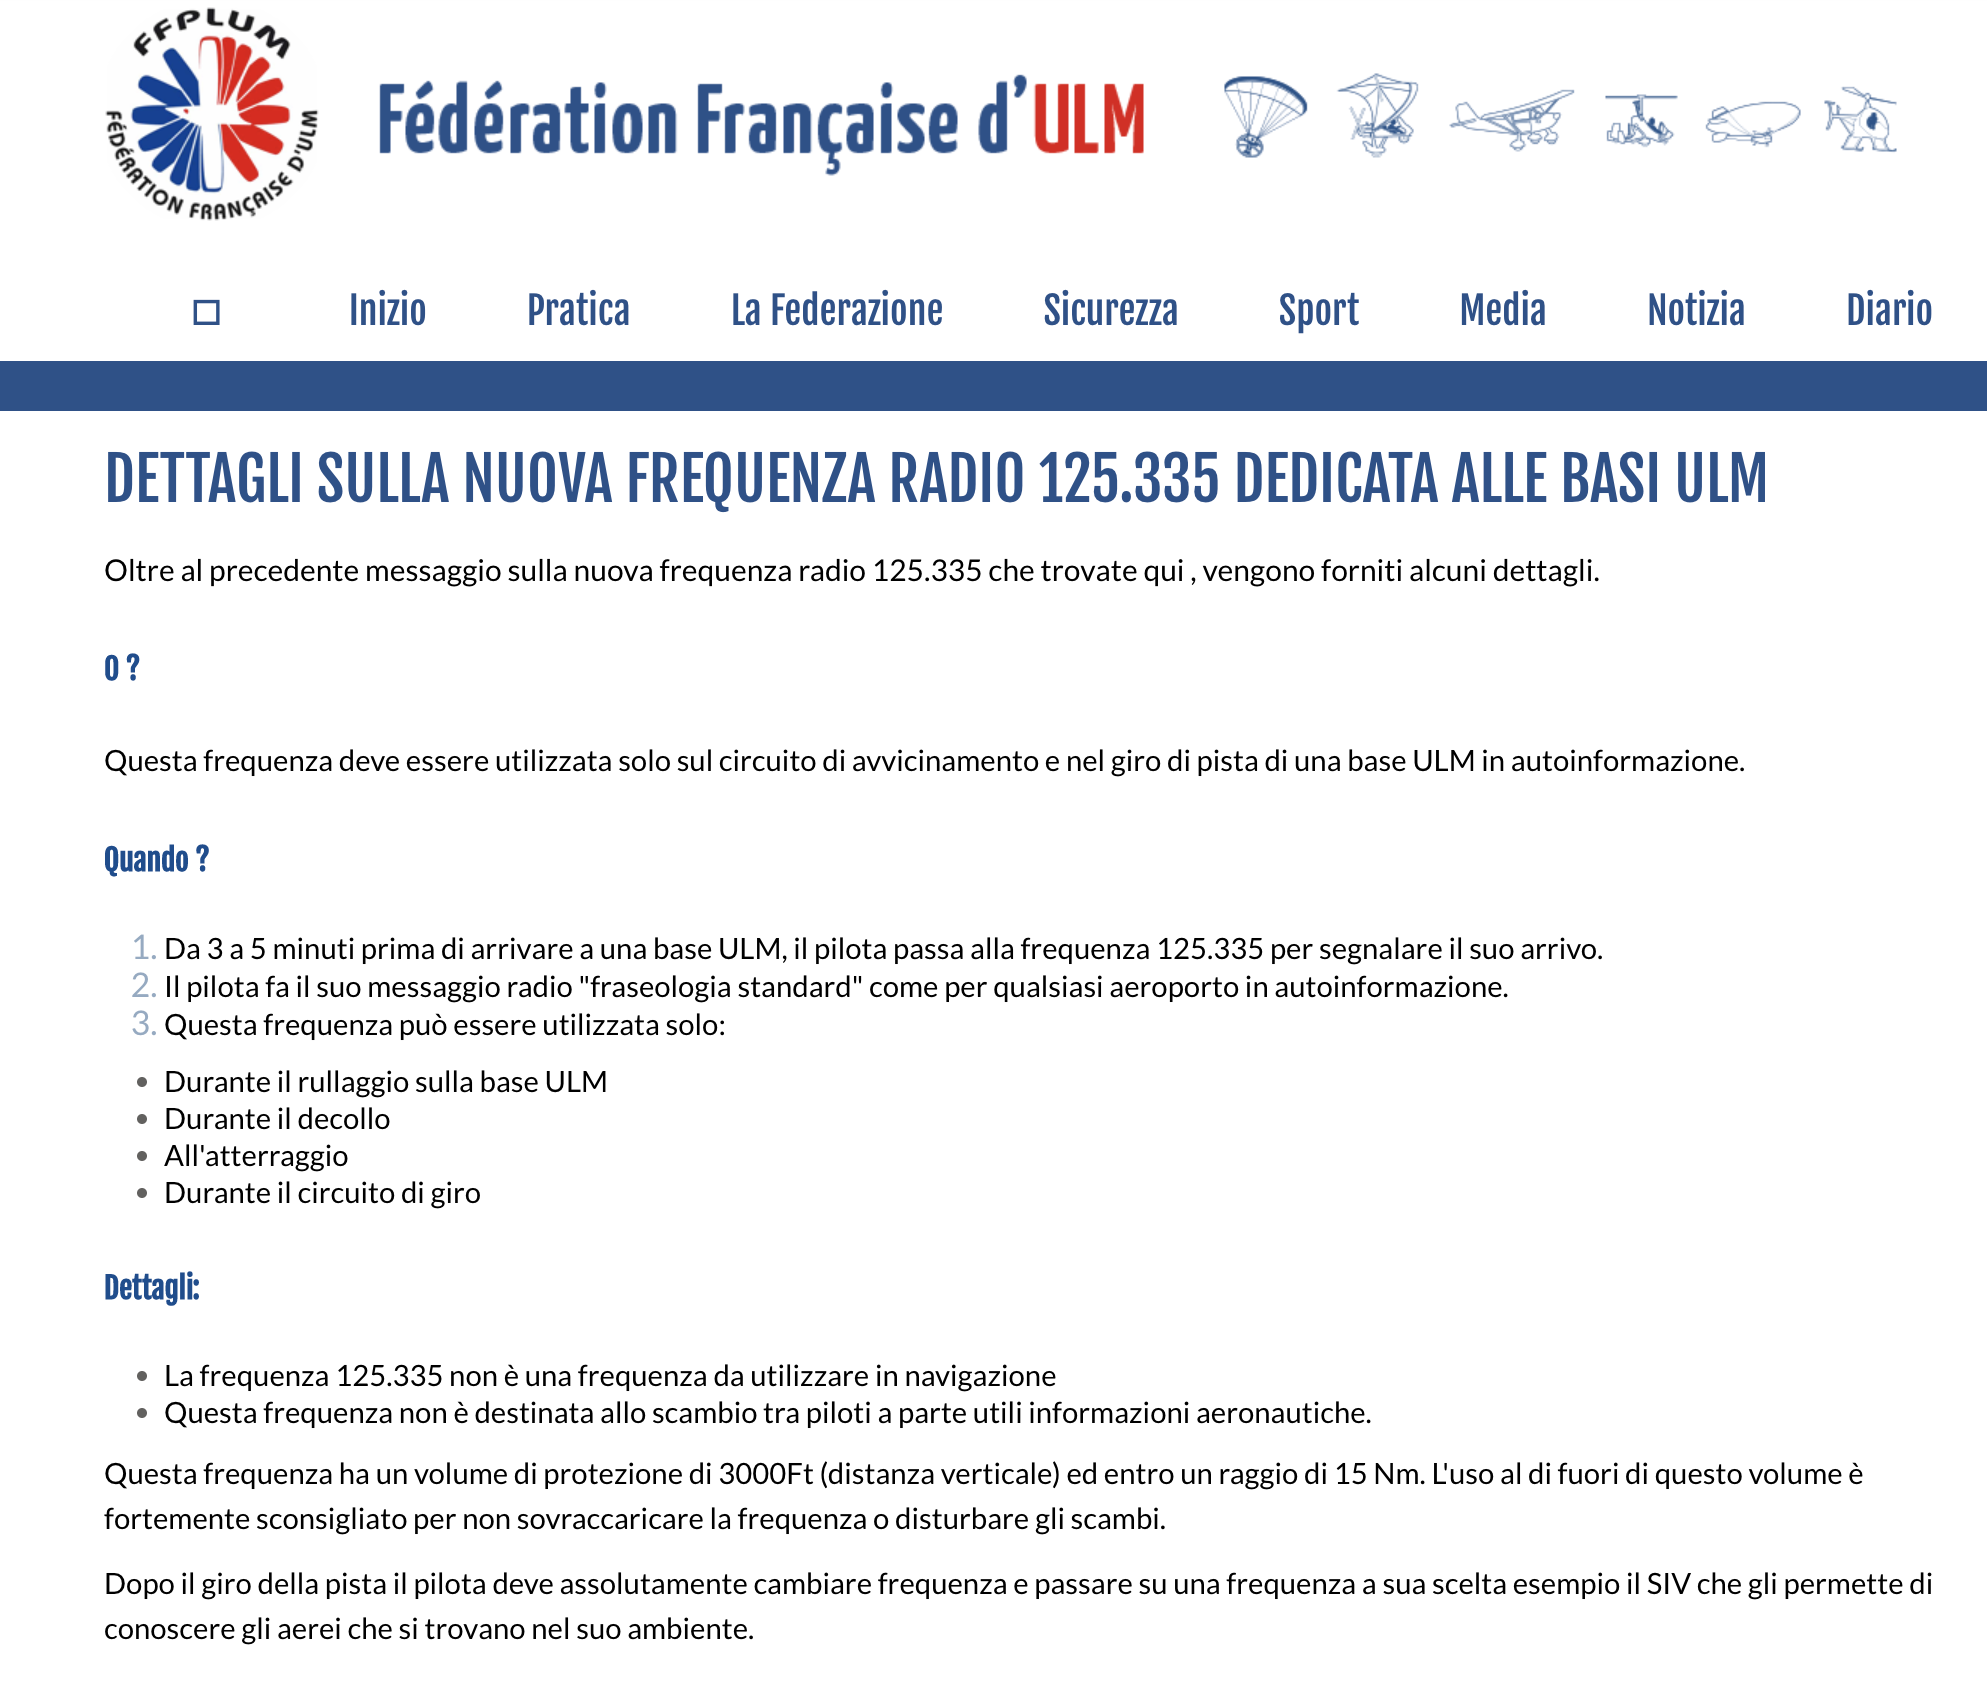 FFPLUM
FÉDÉRATION FRANÇAISE D'ULM
Fédération Française d'ULM
Inizio Pratica La Federazione Sicurezza Sport Media Notizia Diario
DETTAGLI SULLA NUOVA FREQUENZA RADIO 125.335 DEDICATA ALLE BASI ULM
Oltre al precedente messaggio sulla nuova frequenza radio 125.335 che trovate qui , vengono forniti alcuni dettagli.
O ?
Questa frequenza deve essere utilizzata solo sul circuito di avvicinamento e nel giro di pista di una base ULM in autoinformazione.
Quando ?
1. Da 3 a 5 minuti prima di arrivare a una base ULM, il pilota passa alla frequenza 125.335 per segnalare il suo arrivo.
2. Il pilota fa il suo messaggio radio "fraseologia standard" come per qualsiasi aeroporto in autoinformazione.
3. Questa frequenza può essere utilizzata solo:
• Durante il rullaggio sulla base ULM
• Durante il decollo
• All'atterraggio
• Durante il circuito di giro
Dettagli:
• La frequenza 125.335 non è una frequenza da utilizzare in navigazione
• Questa frequenza non è destinata allo scambio tra piloti a parte utili informazioni aeronautiche.
Questa frequenza ha un volume di protezione di 3000Ft (distanza verticale) ed entro un raggio di 15 Nm. L'uso al di fuori di questo volume è
fortemente sconsigliato per non sovraccaricare la frequenza o disturbare gli scambi.
Dopo il giro della pista il pilota deve assolutamente cambiare frequenza e passare su una frequenza a sua scelta esempio il SIV che gli permette di
conoscere gli aerei che si trovano nel suo ambiente.